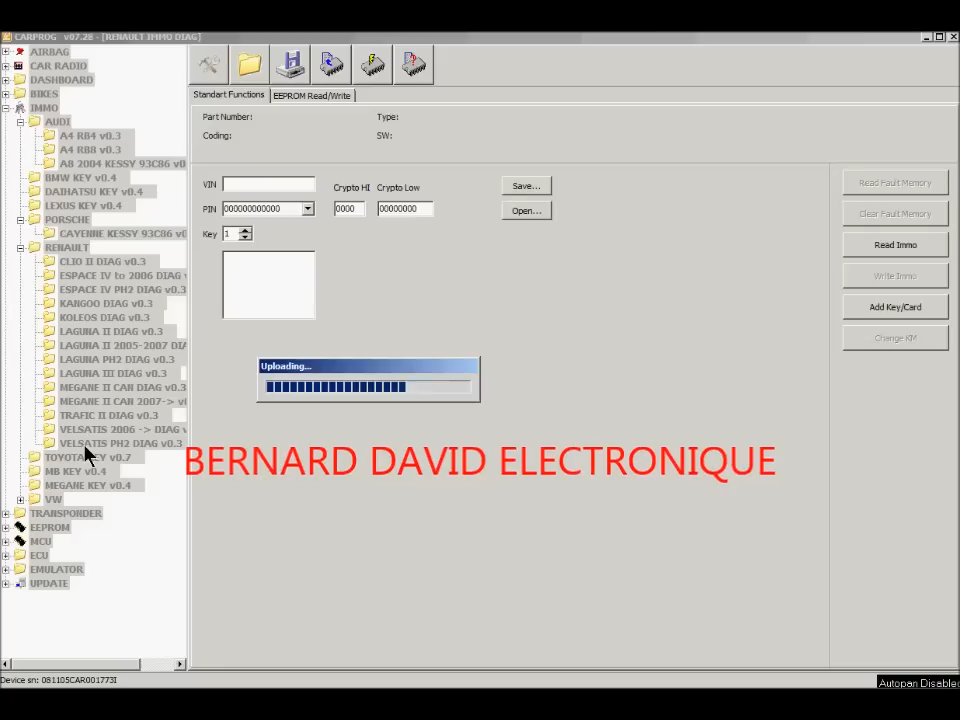 CARPROG v07.28 - [RENAULT IMMO DIAG]
AIRBAG
CAR RADIO
DASHBOARD
BIKES
IMMO
AUDI
A4 RB4 v0.3
A4 RB8 v0.3
A8 2004 KESSY 93C86 v0
BMW KEY v0.4
DAIHATSU KEY v0.4
LEXUS KEY v0.4
PORSCHE
CAYENNE KESSY 93C86 v0
RENAULT
CLIO II DIAG v0.3
ESPACE IV to 2006 DIAG v
ESPACE IV PH2 DIAG v0.3
KANGOO DIAG v0.3
KOLEOS DIAG v0.3
LAGUNA II DIAG v0.3
LAGUNA II 2005-2007 DIA
LAGUNA PH2 DIAG v0.3
LAGUNA III DIAG v0.3
MEGANE II CAN DIAG v0.3
MEGANE II CAN 2007-> v
TRAFIC II DIAG v0.3
VELSATIS 2006 -> DIAG v
VELSATIS PH2 DIAG v0.3
TOYOTA KEY v0.7
MB KEY v0.4
MEGANE KEY v0.4
VW
TRANSPONDER
EEPROM
MCU
ECU
EMULATOR
UPDATE
Standart Functions
EEPROM Read/Write
Part Number:
Type:
Coding:
SW:
VIN
Crypto HI
Crypto Low
Save...
PIN
000000000000
0000
00000000
Open...
Key
1
Read Fault Memory
Clear Fault Memory
Read Immo
Write Immo
Add Key/Card
Change KM
Uploading...
BERNARD DAVID ELECTRONIQUE
Device sn: 081105CAR001773I
Autopan Disabled